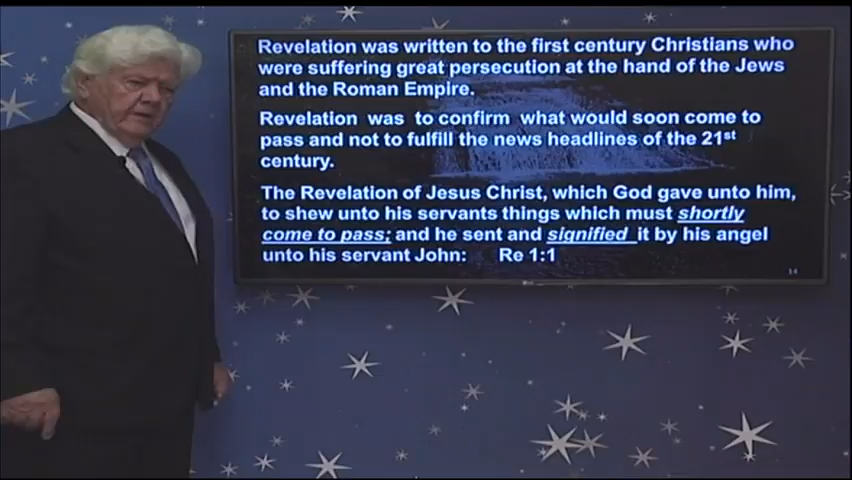 Revelation was written to the first century Christians who
were suffering great persecution at the hand of the Jews
and the Roman Empire.
Revelation was to confirm what would soon come to
pass and not to fulfill the news headlines of the 21st
century.
The Revelation of Jesus Christ, which God gave unto him,
to shew unto his servants things which must shortly
come to pass; and he sent and signified it by his angel
unto his servant John: Re 1:1
14